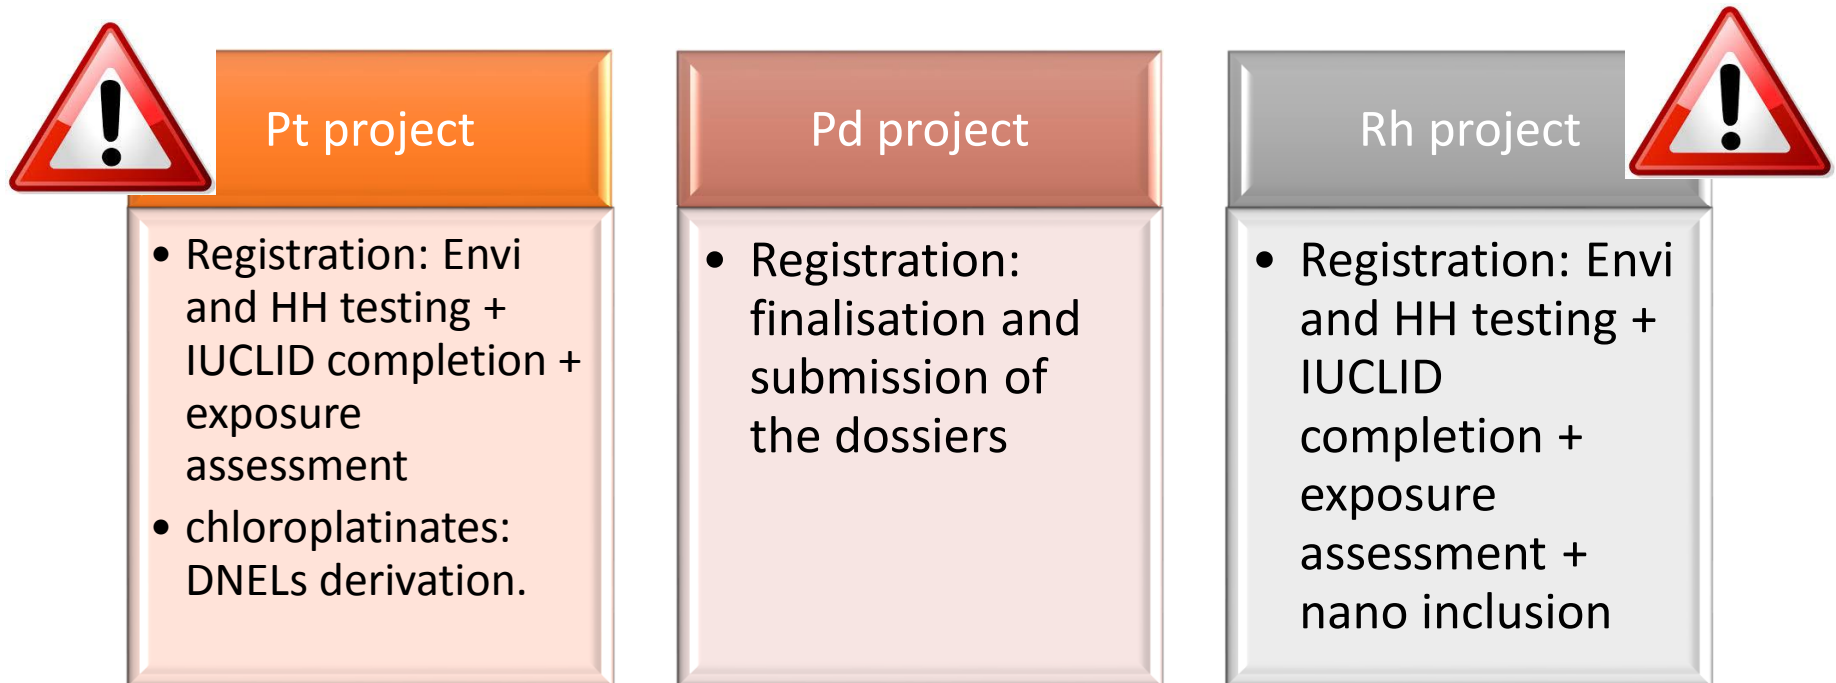 Pt project
• Registration: Envi
and HH testing +
IUCLID completion +
exposure
assessment
• chloroplatinates:
DNELs derivation.
Pd project
• Registration:
finalisation and
submission of
the dossiers
Rh project
• Registration: Envi
and HH testing +
IUCLID
completion +
exposure
assessment +
nano inclusion